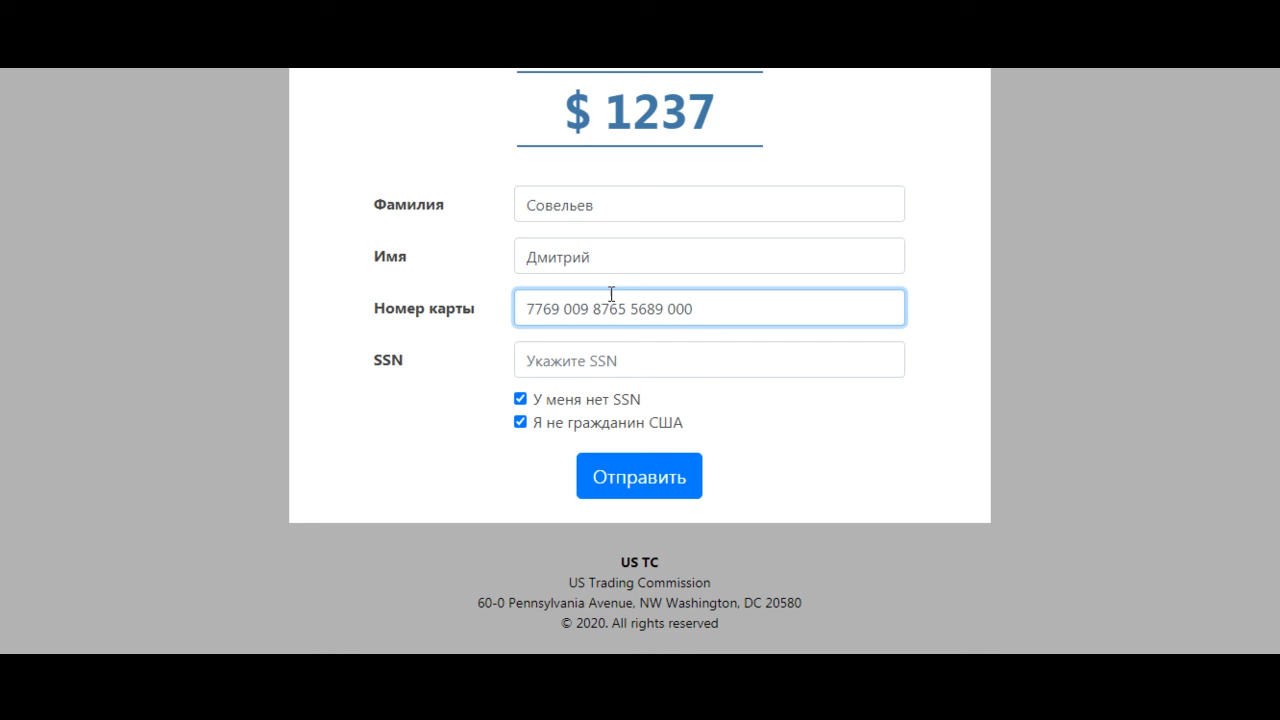 $ 1237
Фамилия
Совельев
Имя
Дмитрий
Номер карты
7769 009 8765 5689 000
SSN
Укажите SSN
У меня нет SSN
Я не гражданин США
Отправить
US TC
US Trading Commission
60-0 Pennsylvania Avenue, NW Washington, DC 20580
© 2020. All rights reserved